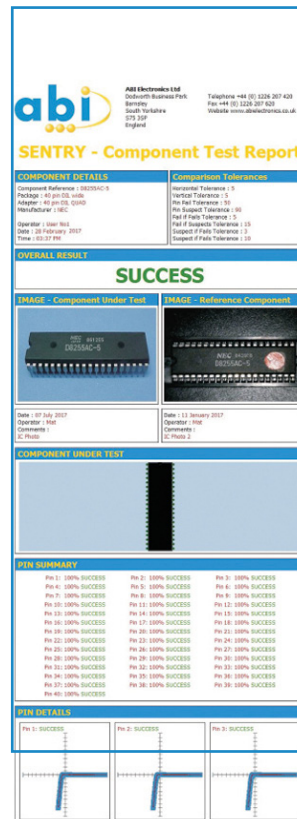 abi
ABI Electronics Ltd
Dodworth Business Park
Barnsley
South Yorkshire
S75 3SP
England
Telephone +44 (0) 1226 207 420
Fax +44 (0) 1226 207 620
Website www.abielectronics.co.uk
SENTRY - Component Test Report
COMPONENT DETAILS
Component Reference : D8255AC-5
Package : 40 pin DIL wide
Adapter : 40 pin DIL QUAD
Manufacturer : NEC
Operator : User Not
Date : 28 February 2017
Time : 03:37 PM
Comparison Tolerances
Horizontal Tolerance : 5
Vertical Tolerance : 5
Pin Fail Tolerance : 50
Pin Suspect Tolerance : 90
Fail if Fails Tolerance : 5
Fail if Suspects Tolerance : 15
Suspect if Fails Tolerance : 3
Suspect if Fails Tolerance : 10
OVERALL RESULT
SUCCESS
IMAGE - Component Under Test
IMAGE - Reference Component
NEC
D8255AC-5
NEC
D8255AC-5
Date : 07 July 2017
Operator : Mat
Comments :
IC Photo
Date : 11 January 2017
Operator : Mat
Comments :
IC Photo 2
COMPONENT UNDER TEST
PIN SUMMARY
Pin 1: 100% SUCCESS Pin 2: 100% SUCCESS Pin 3: 100% SUCCESS
Pin 4: 100% SUCCESS Pin 5: 100% SUCCESS Pin 6: 100% SUCCESS
Pin 7: 100% SUCCESS Pin 8: 100% SUCCESS Pin 9: 100% SUCCESS
Pin 10: 100% SUCCESS Pin 11: 100% SUCCESS Pin 12: 100% SUCCESS
Pin 13: 100% SUCCESS Pin 14: 100% SUCCESS Pin 15: 100% SUCCESS
Pin 16: 100% SUCCESS Pin 17: 100% SUCCESS Pin 18: 100% SUCCESS
Pin 19: 100% SUCCESS Pin 20: 100% SUCCESS Pin 21: 100% SUCCESS
Pin 22: 100% SUCCESS Pin 23: 100% SUCCESS Pin 24: 100% SUCCESS
Pin 25: 100% SUCCESS Pin 26: 100% SUCCESS Pin 27: 100% SUCCESS
Pin 28: 100% SUCCESS Pin 29: 100% SUCCESS Pin 30: 100% SUCCESS
Pin 31: 100% SUCCESS Pin 32: 100% SUCCESS Pin 33: 100% SUCCESS
Pin 34: 100% SUCCESS Pin 35: 100% SUCCESS Pin 36: 100% SUCCESS
Pin 37: 100% SUCCESS Pin 38: 100% SUCCESS Pin 39: 100% SUCCESS
Pin 40: 100% SUCCESS
PIN DETAILS
Pin 1: SUCCESS
Pin 2: SUCCESS
Pin 3: SUCCESS